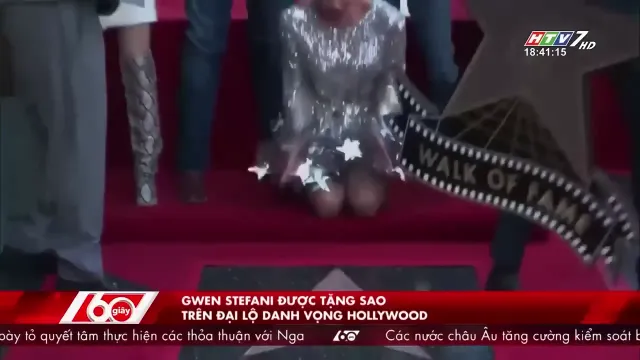 HTV7 HD
18:41:15
WALK OF FAME
60 giây
GWEN STEFANI ĐƯỢC TẶNG SAO
TRÊN ĐẠI LỘ DANH VỌNG HOLLYWOOD
bày tỏ quyết tâm thực hiện các thỏa thuận với Nga 60 Các nước châu Âu tăng cường kiểm soát b